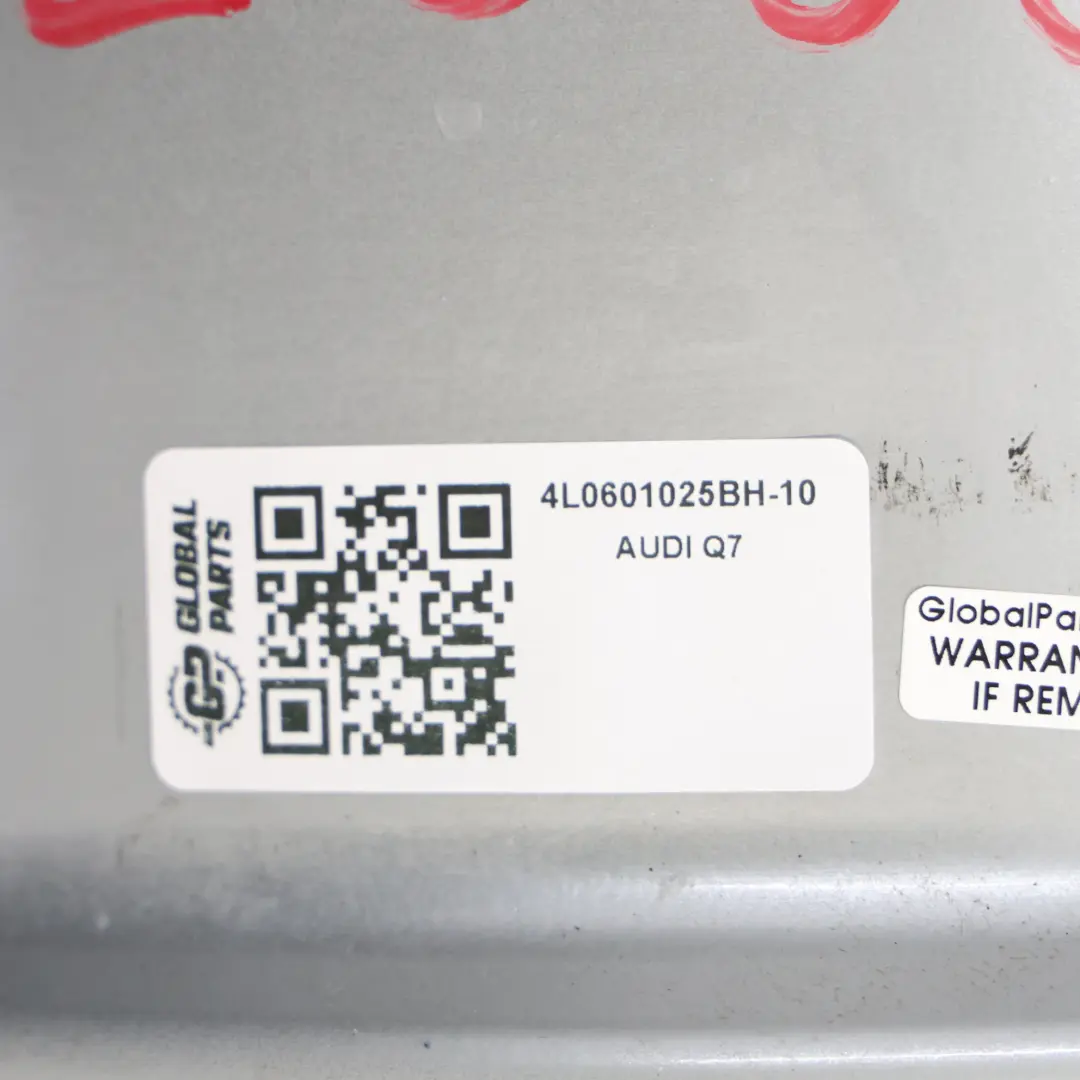 GLOBAL
PARTS
4L0601025BH-10
AUDI Q7
GlobalPa
WARRAN
IF REM